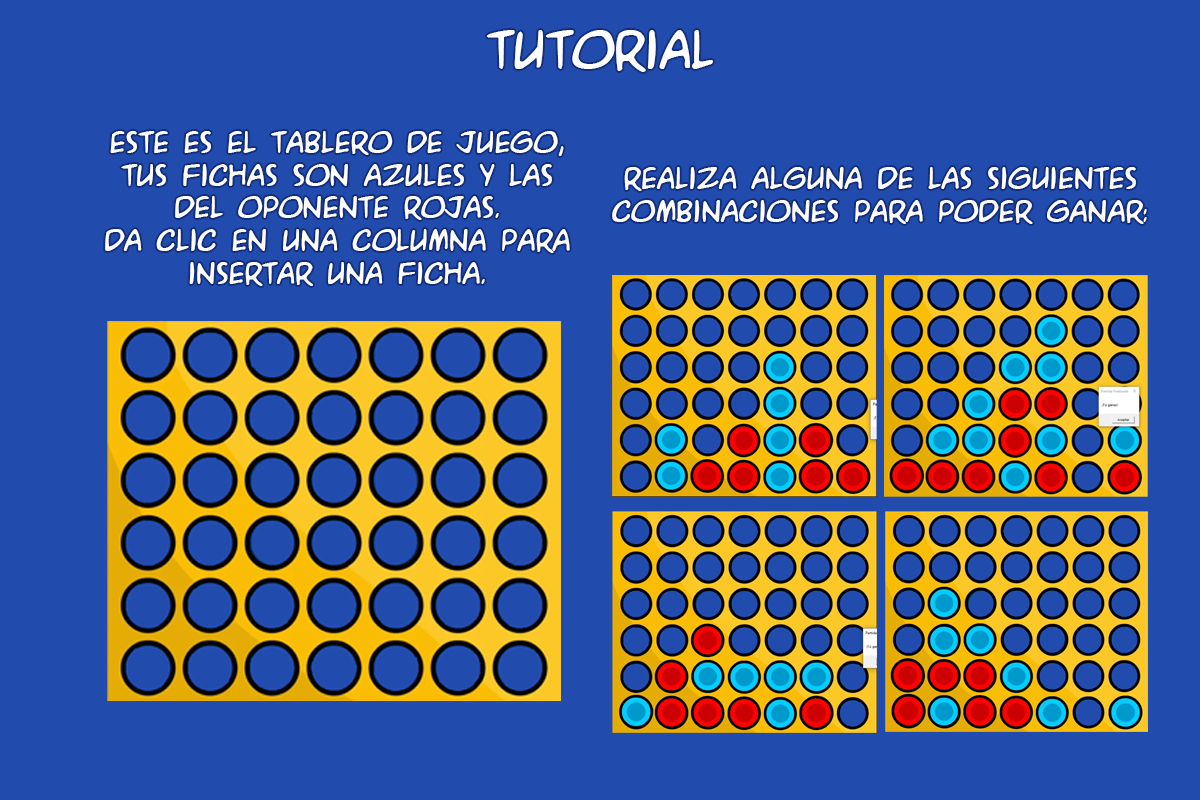 TUTORIAL
ESTE ES EL TABLERO DE JUEGO,
TUS FICHAS SON AZULES Y LAS
DEL OPONENTE ROJAS.
DA CLIC EN UNA COLUMNA PARA
INSERTAR UNA FICHA.
REALIZA ALGUNA DE LAS SIGUIENTES
COMBINACIONES PARA PODER GANAR: